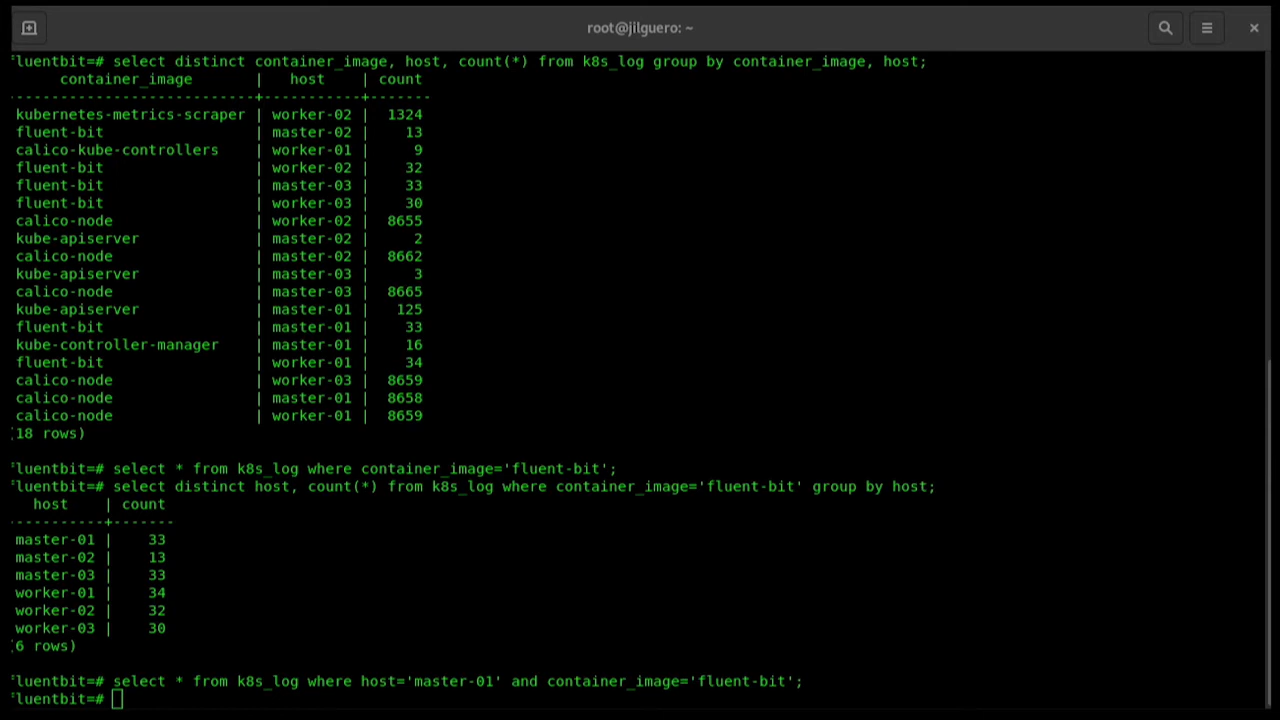 root@jilguero: ~
fluentbit=# select distinct container_image, host, count(*) from k8s_log group by container_image, host;
container_image | host | count
----------------------------+-----------+-------
kubernetes-metrics-scraper | worker-02 | 1324
fluent-bit | master-02 | 13
calico-kube-controllers | worker-01 | 9
fluent-bit | worker-02 | 32
fluent-bit | master-03 | 33
fluent-bit | worker-03 | 30
calico-node | worker-02 | 8655
kube-apiserver | master-02 | 2
calico-node | master-02 | 8662
kube-apiserver | master-03 | 3
calico-node | master-03 | 8665
kube-apiserver | master-01 | 125
fluent-bit | master-01 | 33
kube-controller-manager | master-01 | 16
fluent-bit | worker-01 | 34
calico-node | worker-03 | 8659
calico-node | master-01 | 8658
calico-node | worker-01 | 8659
(18 rows)
fluentbit=# select * from k8s_log where container_image='fluent-bit';
fluentbit=# select distinct host, count(*) from k8s_log where container_image='fluent-bit' group by host;
host | count
-----------+-------
master-01 | 33
master-02 | 13
master-03 | 33
worker-01 | 34
worker-02 | 32
worker-03 | 30
(6 rows)
fluentbit=# select * from k8s_log where host='master-01' and container_image='fluent-bit';
fluentbit=#